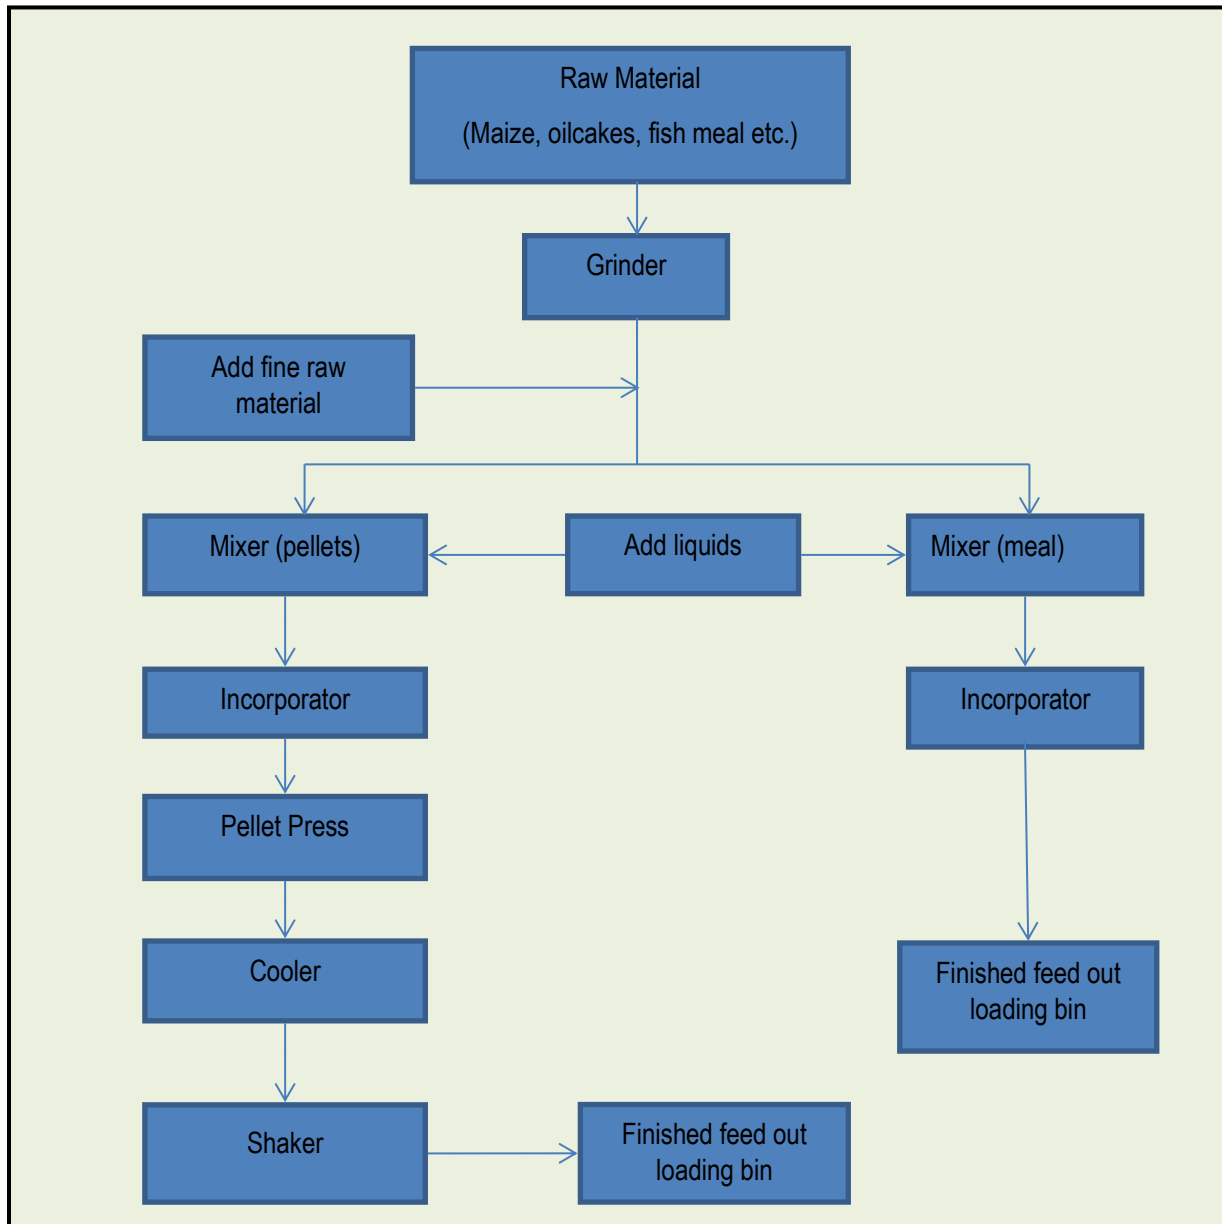 Raw Material
(Maize, oilcakes, fish meal etc.)
Grinder
Add fine raw
material
Mixer (pellets)
Add liquids
Mixer (meal)
Incorporator
Incorporator
Pellet Press
Cooler
Finished feed out
loading bin
Shaker
Finished feed out
loading bin